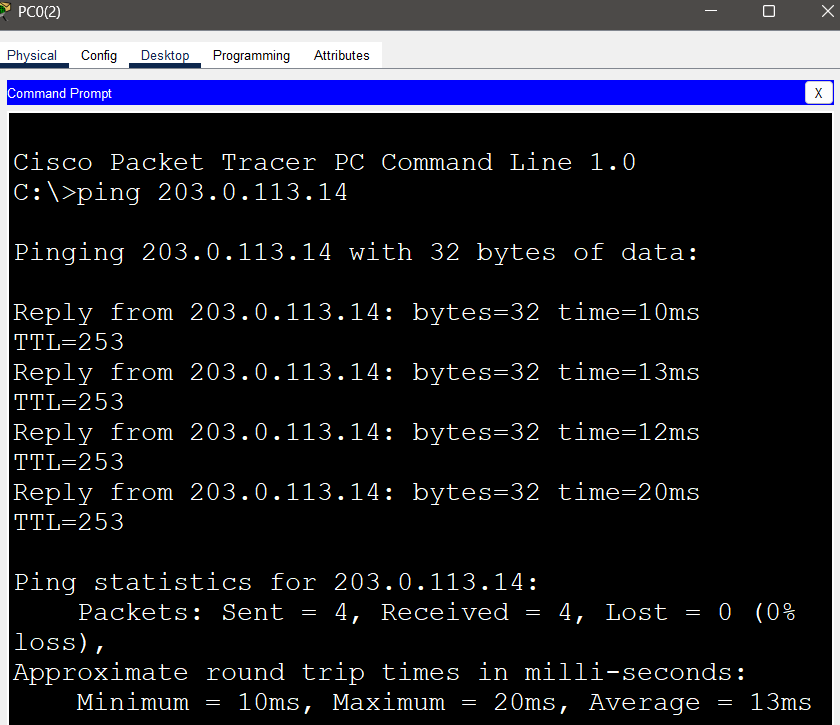 PC0(2)
Physical Config Desktop Programming Attributes
Command Prompt X
Cisco Packet Tracer PC Command Line 1.0
C:\>ping 203.0.113.14
Pinging 203.0.113.14 with 32 bytes of data:
Reply from 203.0.113.14: bytes=32 time=10ms
TTL=253
Reply from 203.0.113.14: bytes=32 time=13ms
TTL=253
Reply from 203.0.113.14: bytes=32 time=12ms
TTL=253
Reply from 203.0.113.14: bytes=32 time=20ms
TTL=253
Ping statistics for 203.0.113.14:
Packets: Sent = 4, Received = 4, Lost = 0 (0%
loss),
Approximate round trip times in milli-seconds:
Minimum = 10ms, Maximum = 20ms, Average = 13ms